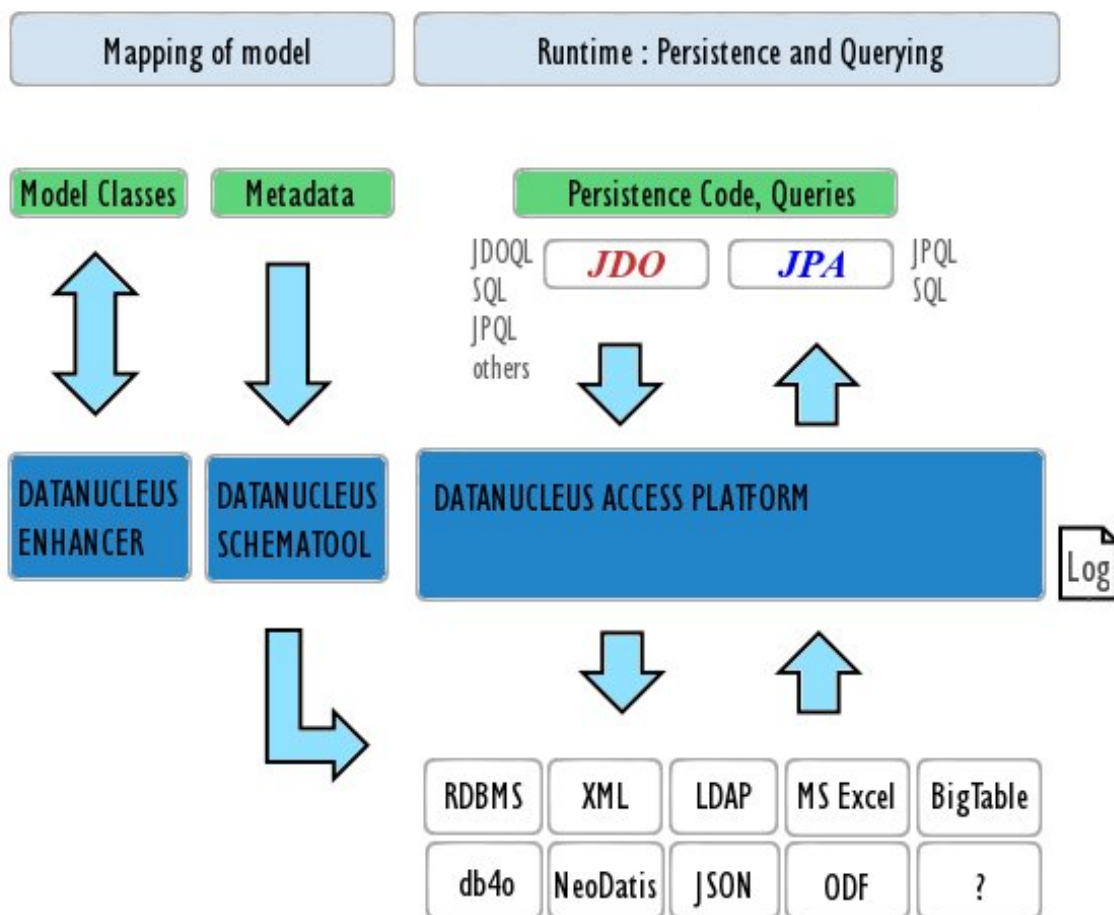 Mapping of model
Runtime : Persistence and Querying
Model Classes
Metadata
Persistence Code, Queries
JDOQL
SQL
JPQL
others
JDO
JPA
JPQL
SQL
DATANUCLEUS
ENHANCER
DATANUCLEUS
SCHEMATOOL
DATANUCLEUS ACCESS PLATFORM
Log
RDBMS
XML
LDAP
MS Excel
BigTable
db4o
NeoDatis
JSON
ODF
?